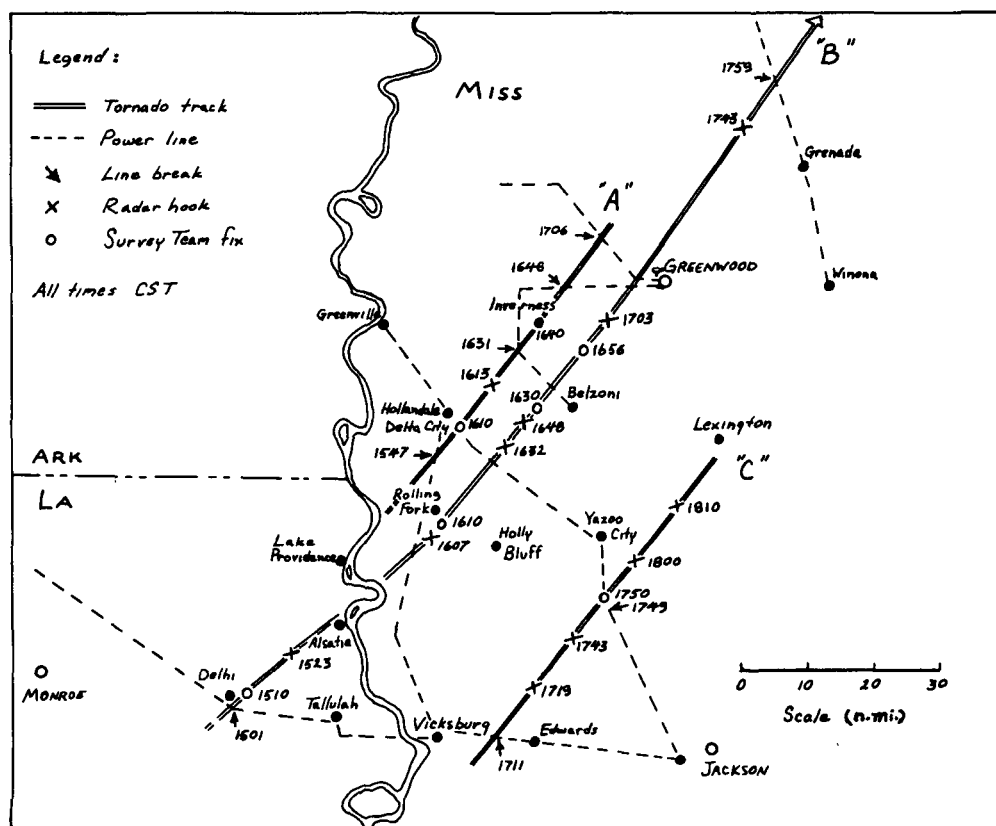 Legend:
Tornado track
Power line
Line break
Radar hook
Survey Team fix
All times CST
MISS
"B"
1759
1743
Grenada
"A"
1706
1648
GREENWOOD
Winona
Inverness
1640
1703
Greenville
1631
1656
1613
1630
Belzoni
Hollandale
Delta City
1610
1648
Lexington
1547
1632
"C"
ARK
LA
Rolling
Fork
1610
1810
1607
Holly
Bluff
Yazoo
City
Lake
Providence
1800
1750
1749
Alsatia
1523
1743
MONROE
Delhi
1510
1719
0 10 20 30
Scale (n.mi.)
Tallulah
Vicksburg
Edwards
1501
1711
JACKSON